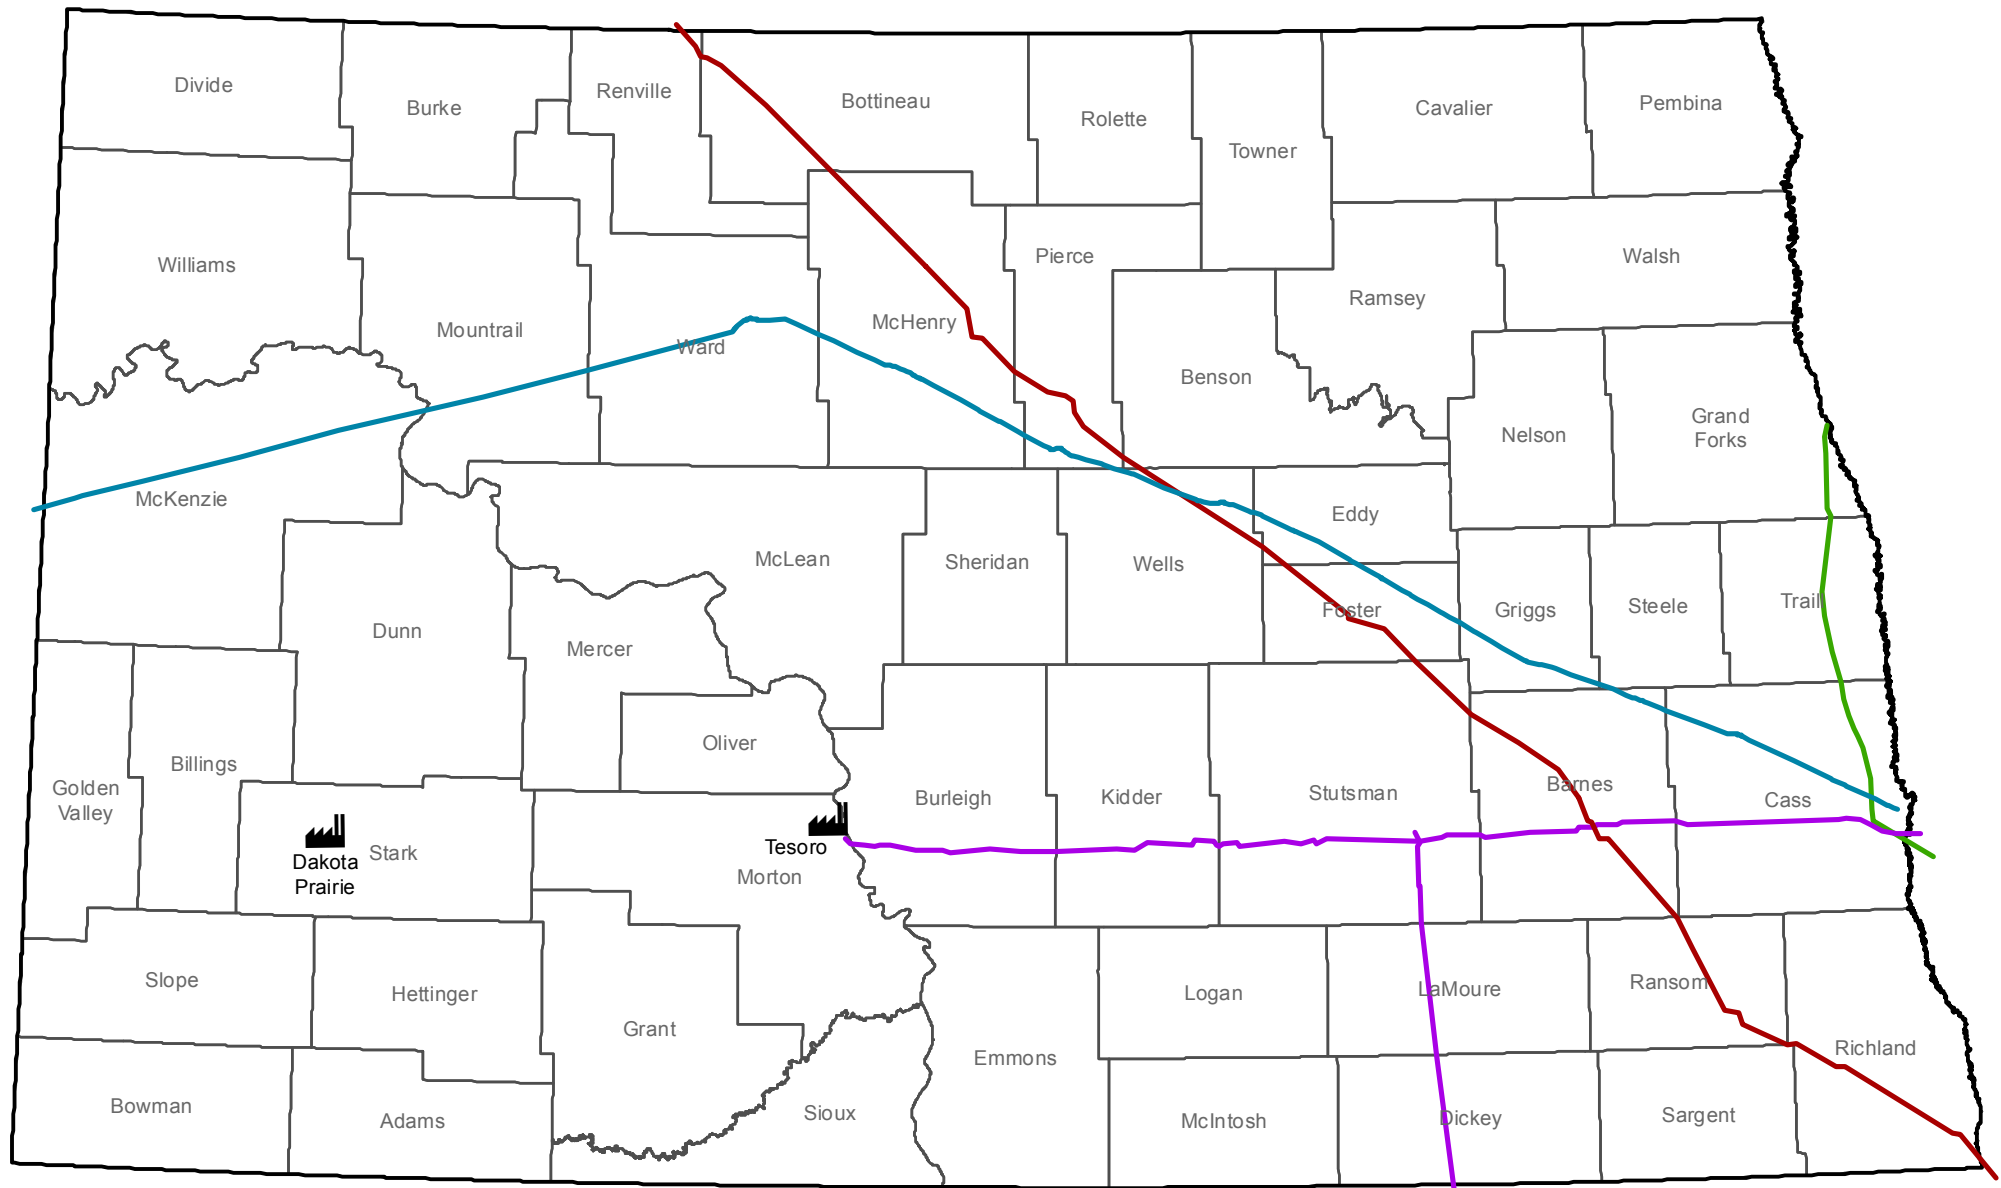 Divide
Burke
Renville
Bottineau
Rolette
Towner
Cavalier
Pembina
Williams
Mountrail
Ward
McHenry
Pierce
Benson
Ramsey
Walsh
Nelson
Grand
Forks
McKenzie
Dunn
McLean
Mercer
Oliver
Sheridan
Wells
Eddy
Foster
Griggs
Steele
Traill
Golden
Valley
Billings
Dakota
Prairie
Stark
Tesoro
Morton
Burleigh
Kidder
Stutsman
Barnes
Cass
Slope
Hettinger
Grant
Sioux
Emmons
Logan
LaMoure
Ransom
Richland
Bowman
Adams
McIntosh
Dickey
Sargent